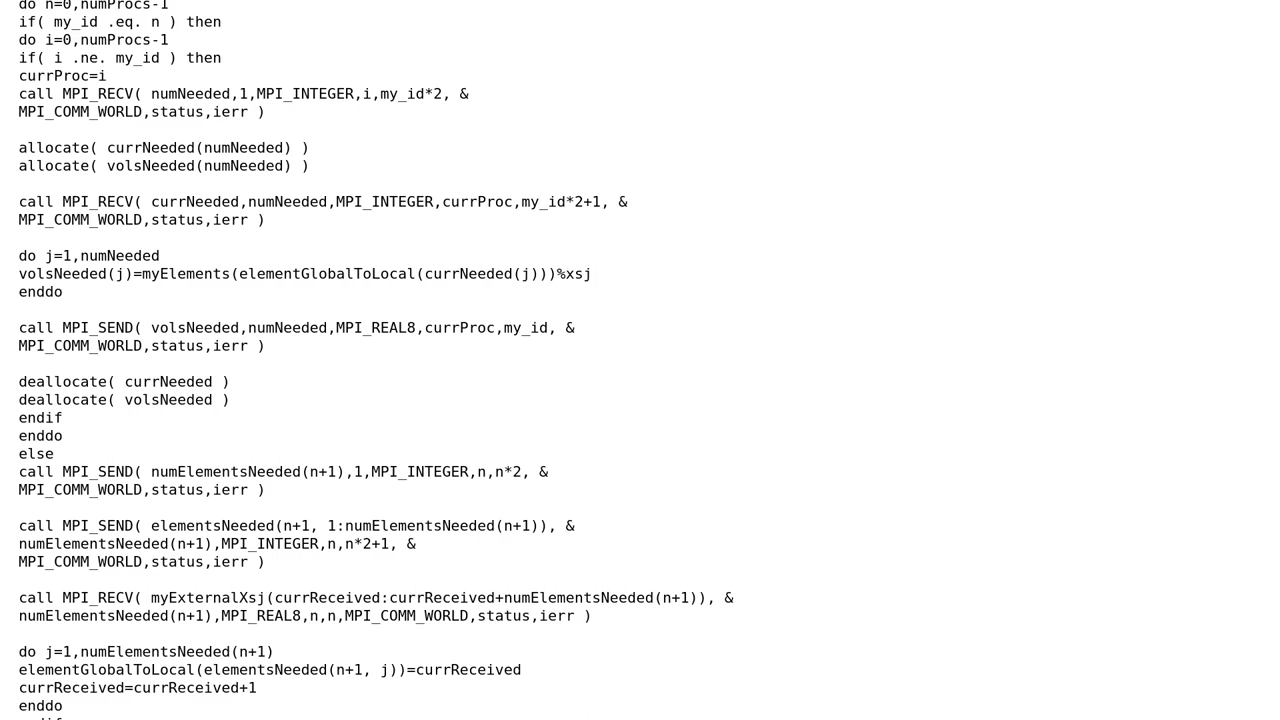 do n=0,numProcs-1
if( my_id .eq. n ) then
do i=0,numProcs-1
if( i .ne. my_id ) then
currProc=i
call MPI_RECV( numNeeded,1,MPI_INTEGER,i,my_id*2, &
MPI_COMM_WORLD,status,ierr )
allocate( currNeeded(numNeeded) )
allocate( volsNeeded(numNeeded) )
call MPI_RECV( currNeeded,numNeeded,MPI_INTEGER,currProc,my_id*2+1, &
MPI_COMM_WORLD,status,ierr )
do j=1,numNeeded
volsNeeded(j)=myElements(elementGlobalToLocal(currNeeded(j)))%xsj
enddo
call MPI_SEND( volsNeeded,numNeeded,MPI_REAL8,currProc,my_id, &
MPI_COMM_WORLD,status,ierr )
deallocate( currNeeded )
deallocate( volsNeeded )
endif
enddo
else
call MPI_SEND( numElementsNeeded(n+1),1,MPI_INTEGER,n,n*2, &
MPI_COMM_WORLD,status,ierr )
call MPI_SEND( elementsNeeded(n+1, 1:numElementsNeeded(n+1)), &
numElementsNeeded(n+1),MPI_INTEGER,n,n*2+1, &
MPI_COMM_WORLD,status,ierr )
call MPI_RECV( myExternalXsj(currReceived:currReceived+numElementsNeeded(n+1)), &
numElementsNeeded(n+1),MPI_REAL8,n,n,MPI_COMM_WORLD,status,ierr )
do j=1,numElementsNeeded(n+1)
elementGlobalToLocal(elementsNeeded(n+1, j))=currReceived
currReceived=currReceived+1
enddo